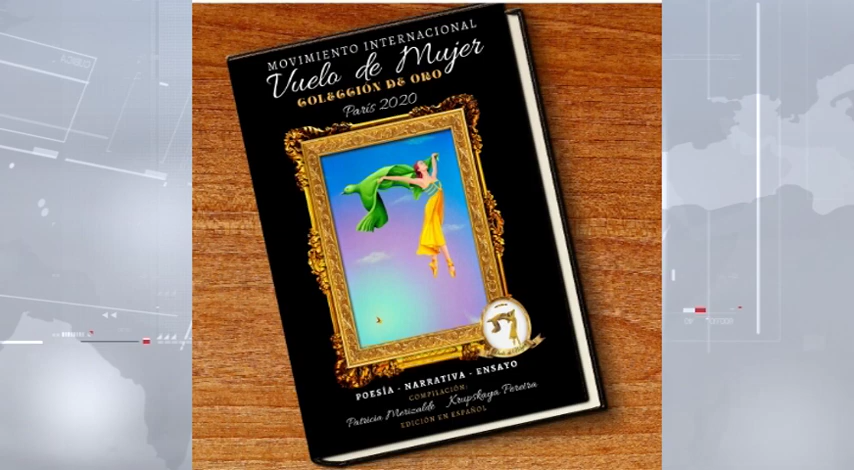 MOVIMIENTO INTERNACIONAL
Vuelo de Mujer
COLECCIÓN DE ORO
París 2020
POESÍA - NARRATIVA - ENSAYO
COMPILACIÓN:
Patricia Merizalde Krupskaya Pereira
EDICIÓN EN ESPAÑOL